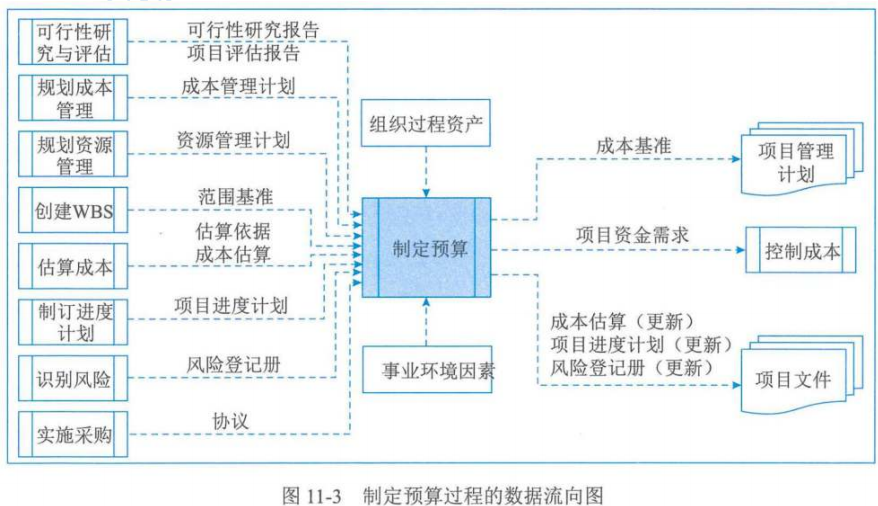 可行性研
究与评估
可行性研究报告
项目评估报告
规划成本
管理
成本管理计划
规划资源
管理
资源管理计划
创建WBS
范围基准
估算成本
估算依据
成本估算
制订进度
计划
项目进度计划
识别风险
风险登记册
实施采购
协议
组织过程资产
制定预算
事业环境因素
成本基准
项目管理
计划
项目资金需求
控制成本
成本估算（更新）
项目进度计划（更新）
风险登记册（更新）
项目文件
图 11-3 制定预算过程的数据流向图